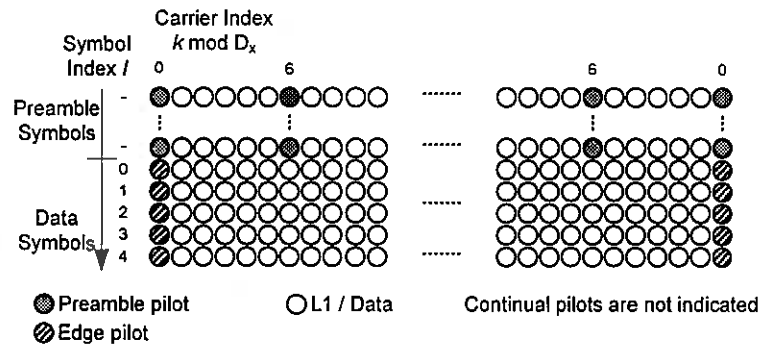 Carrier Index
k mod Dx
Symbol
Index l
0 6 6 0
-
Preamble
Symbols
-
0
1
Data
Symbols
2
3
4
Preamble pilot
L1 / Data
Continual pilots are not indicated
Edge pilot